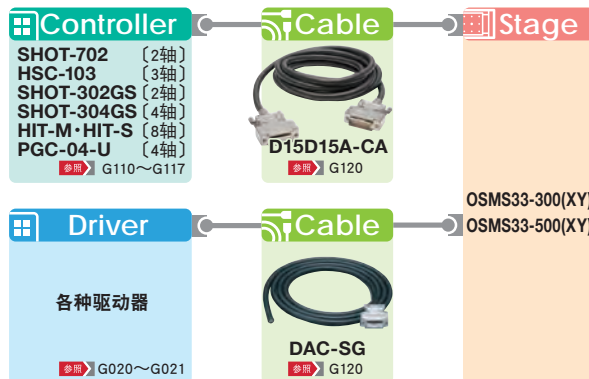 Controller
SHOT-702〔2轴〕
HSC-103〔3轴〕
SHOT-302GS〔2轴〕
SHOT-304GS〔4轴〕
HIT-M・HIT-S〔8轴〕
PGC-04-U〔4轴〕
参照 G110～G117
Cable
D15D15A-CA
参照 G120
Stage
OSMS33-300(XY)
OSMS33-500(XY)
Driver
各种驱动器
参照 G020～G021
Cable
DAC-SG
参照 G120